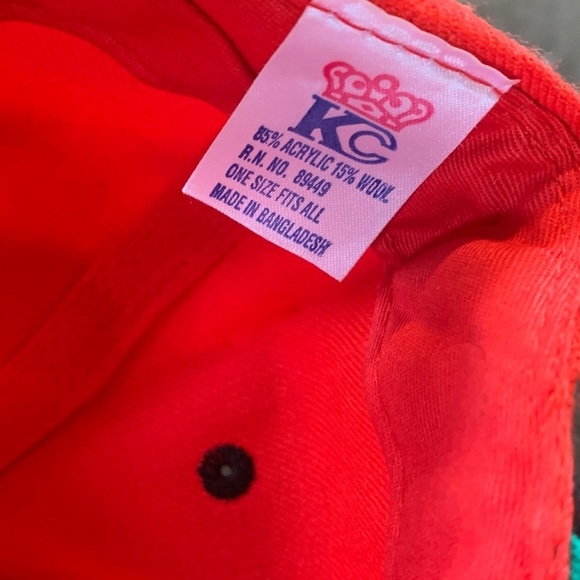 KC
85% ACRYLIC 15% WOOL
R.N. NO. 89449
ONE SIZE FITS ALL
MADE IN BANGLADESH